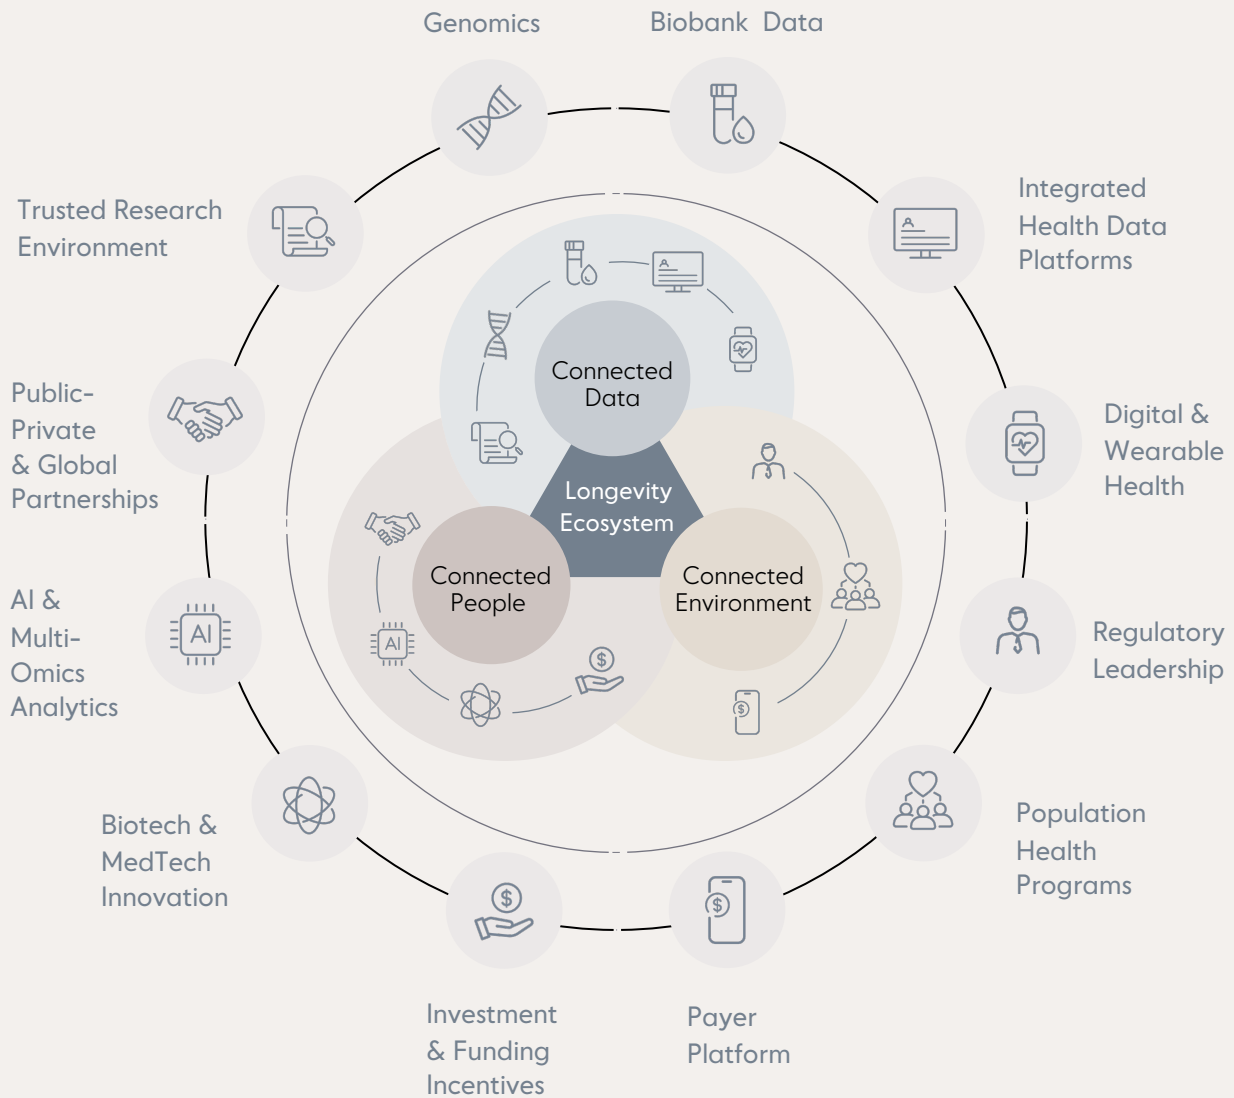 Genomics
Biobank Data
Integrated
Health Data
Platforms
Trusted Research
Environment
Public-
Private
& Global
Partnerships
Digital &
Wearable
Health
Connected
Data
Longevity
Ecosystem
Connected
People
Connected
Environment
AI &
Multi-
Omics
Analytics
AI
AI
Regulatory
Leadership
Biotech &
MedTech
Innovation
Population
Health
Programs
$
$
$
$
Investment
& Funding
Incentives
Payer
Platform